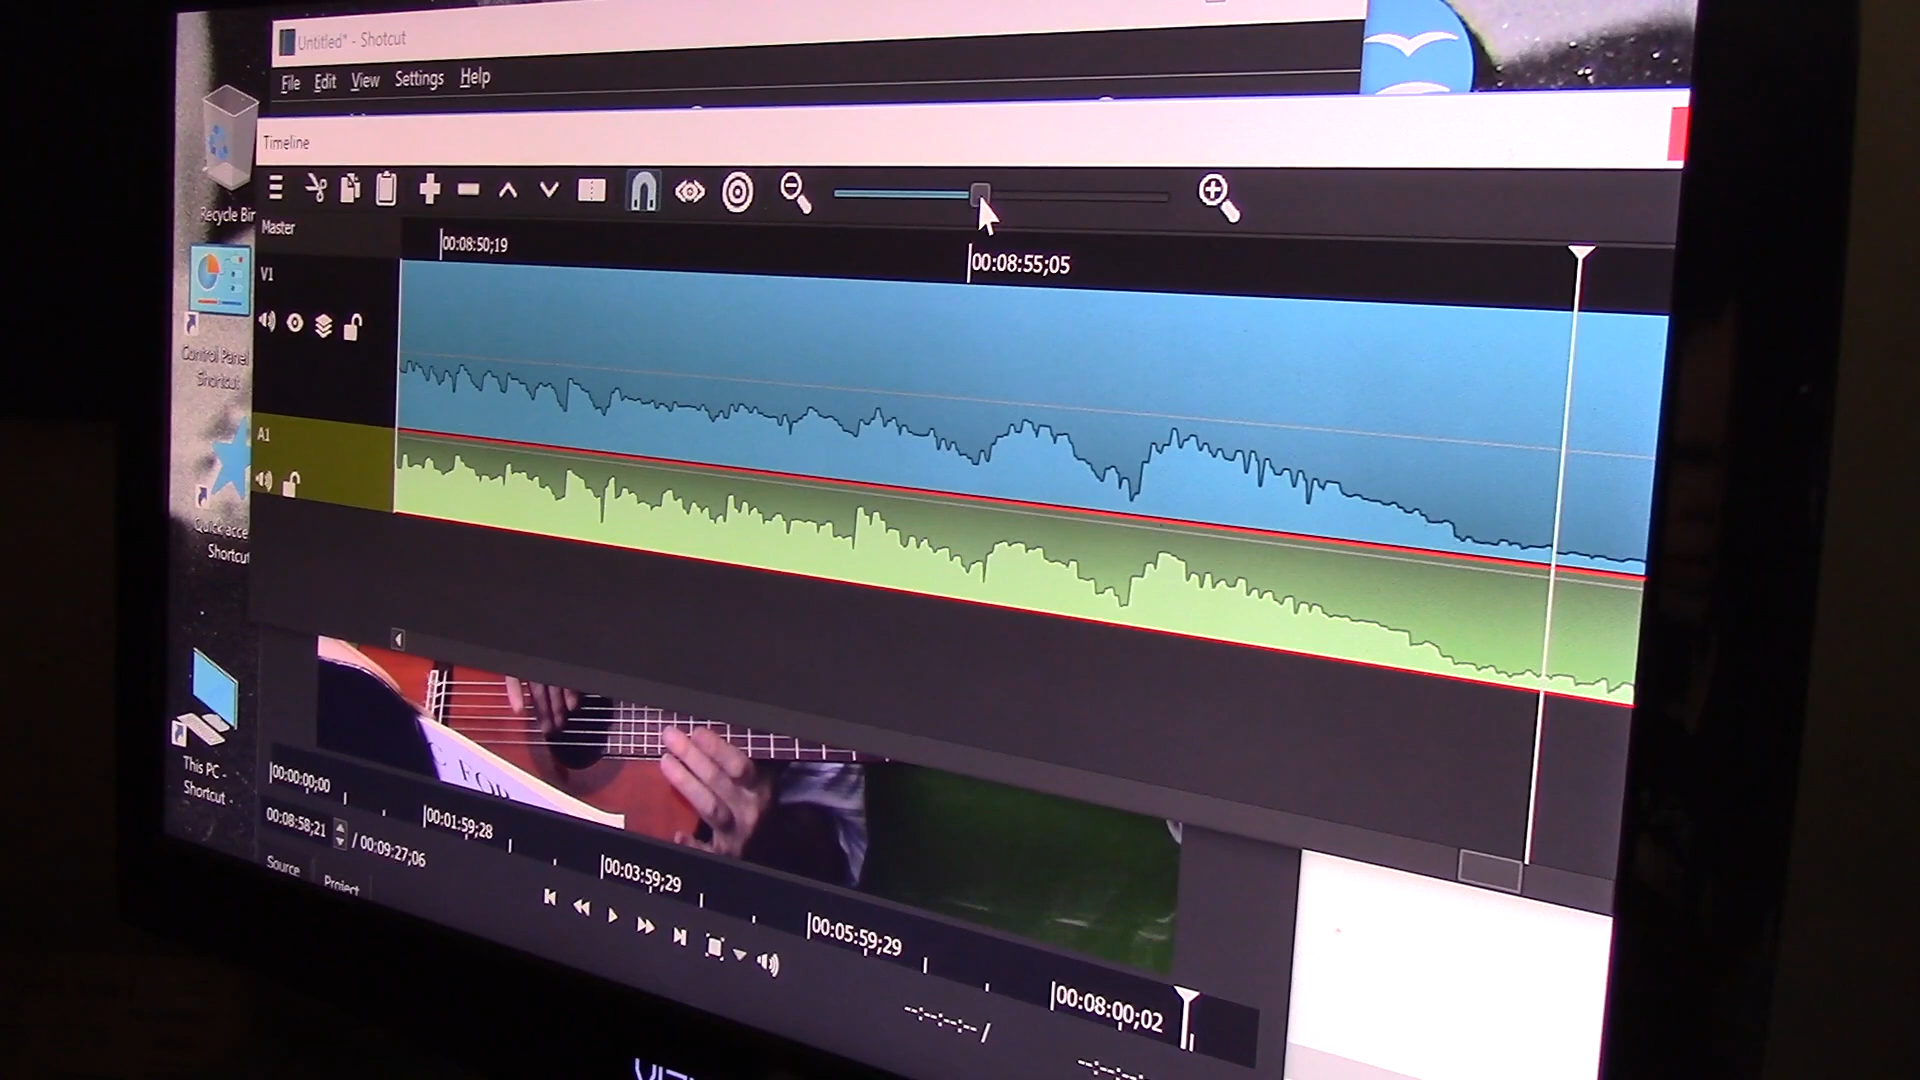 Untitled* - Shotcut
File Edit View Settings Help
Timeline
Recycle Bin
Master
00:08:50;19
00:08:55;05
V1
Control Panel
Shortcut
A1
Quick acce
Shortcut
C FOR
This PC -
Shortcut
00:00:00;00
00:01:59;28
00:03:59;29
00:05:59;29
00:08:00;02
00:08:58;21 / 00:09:27;06
Source Project
--:--:--:-- /
--:--:--:--